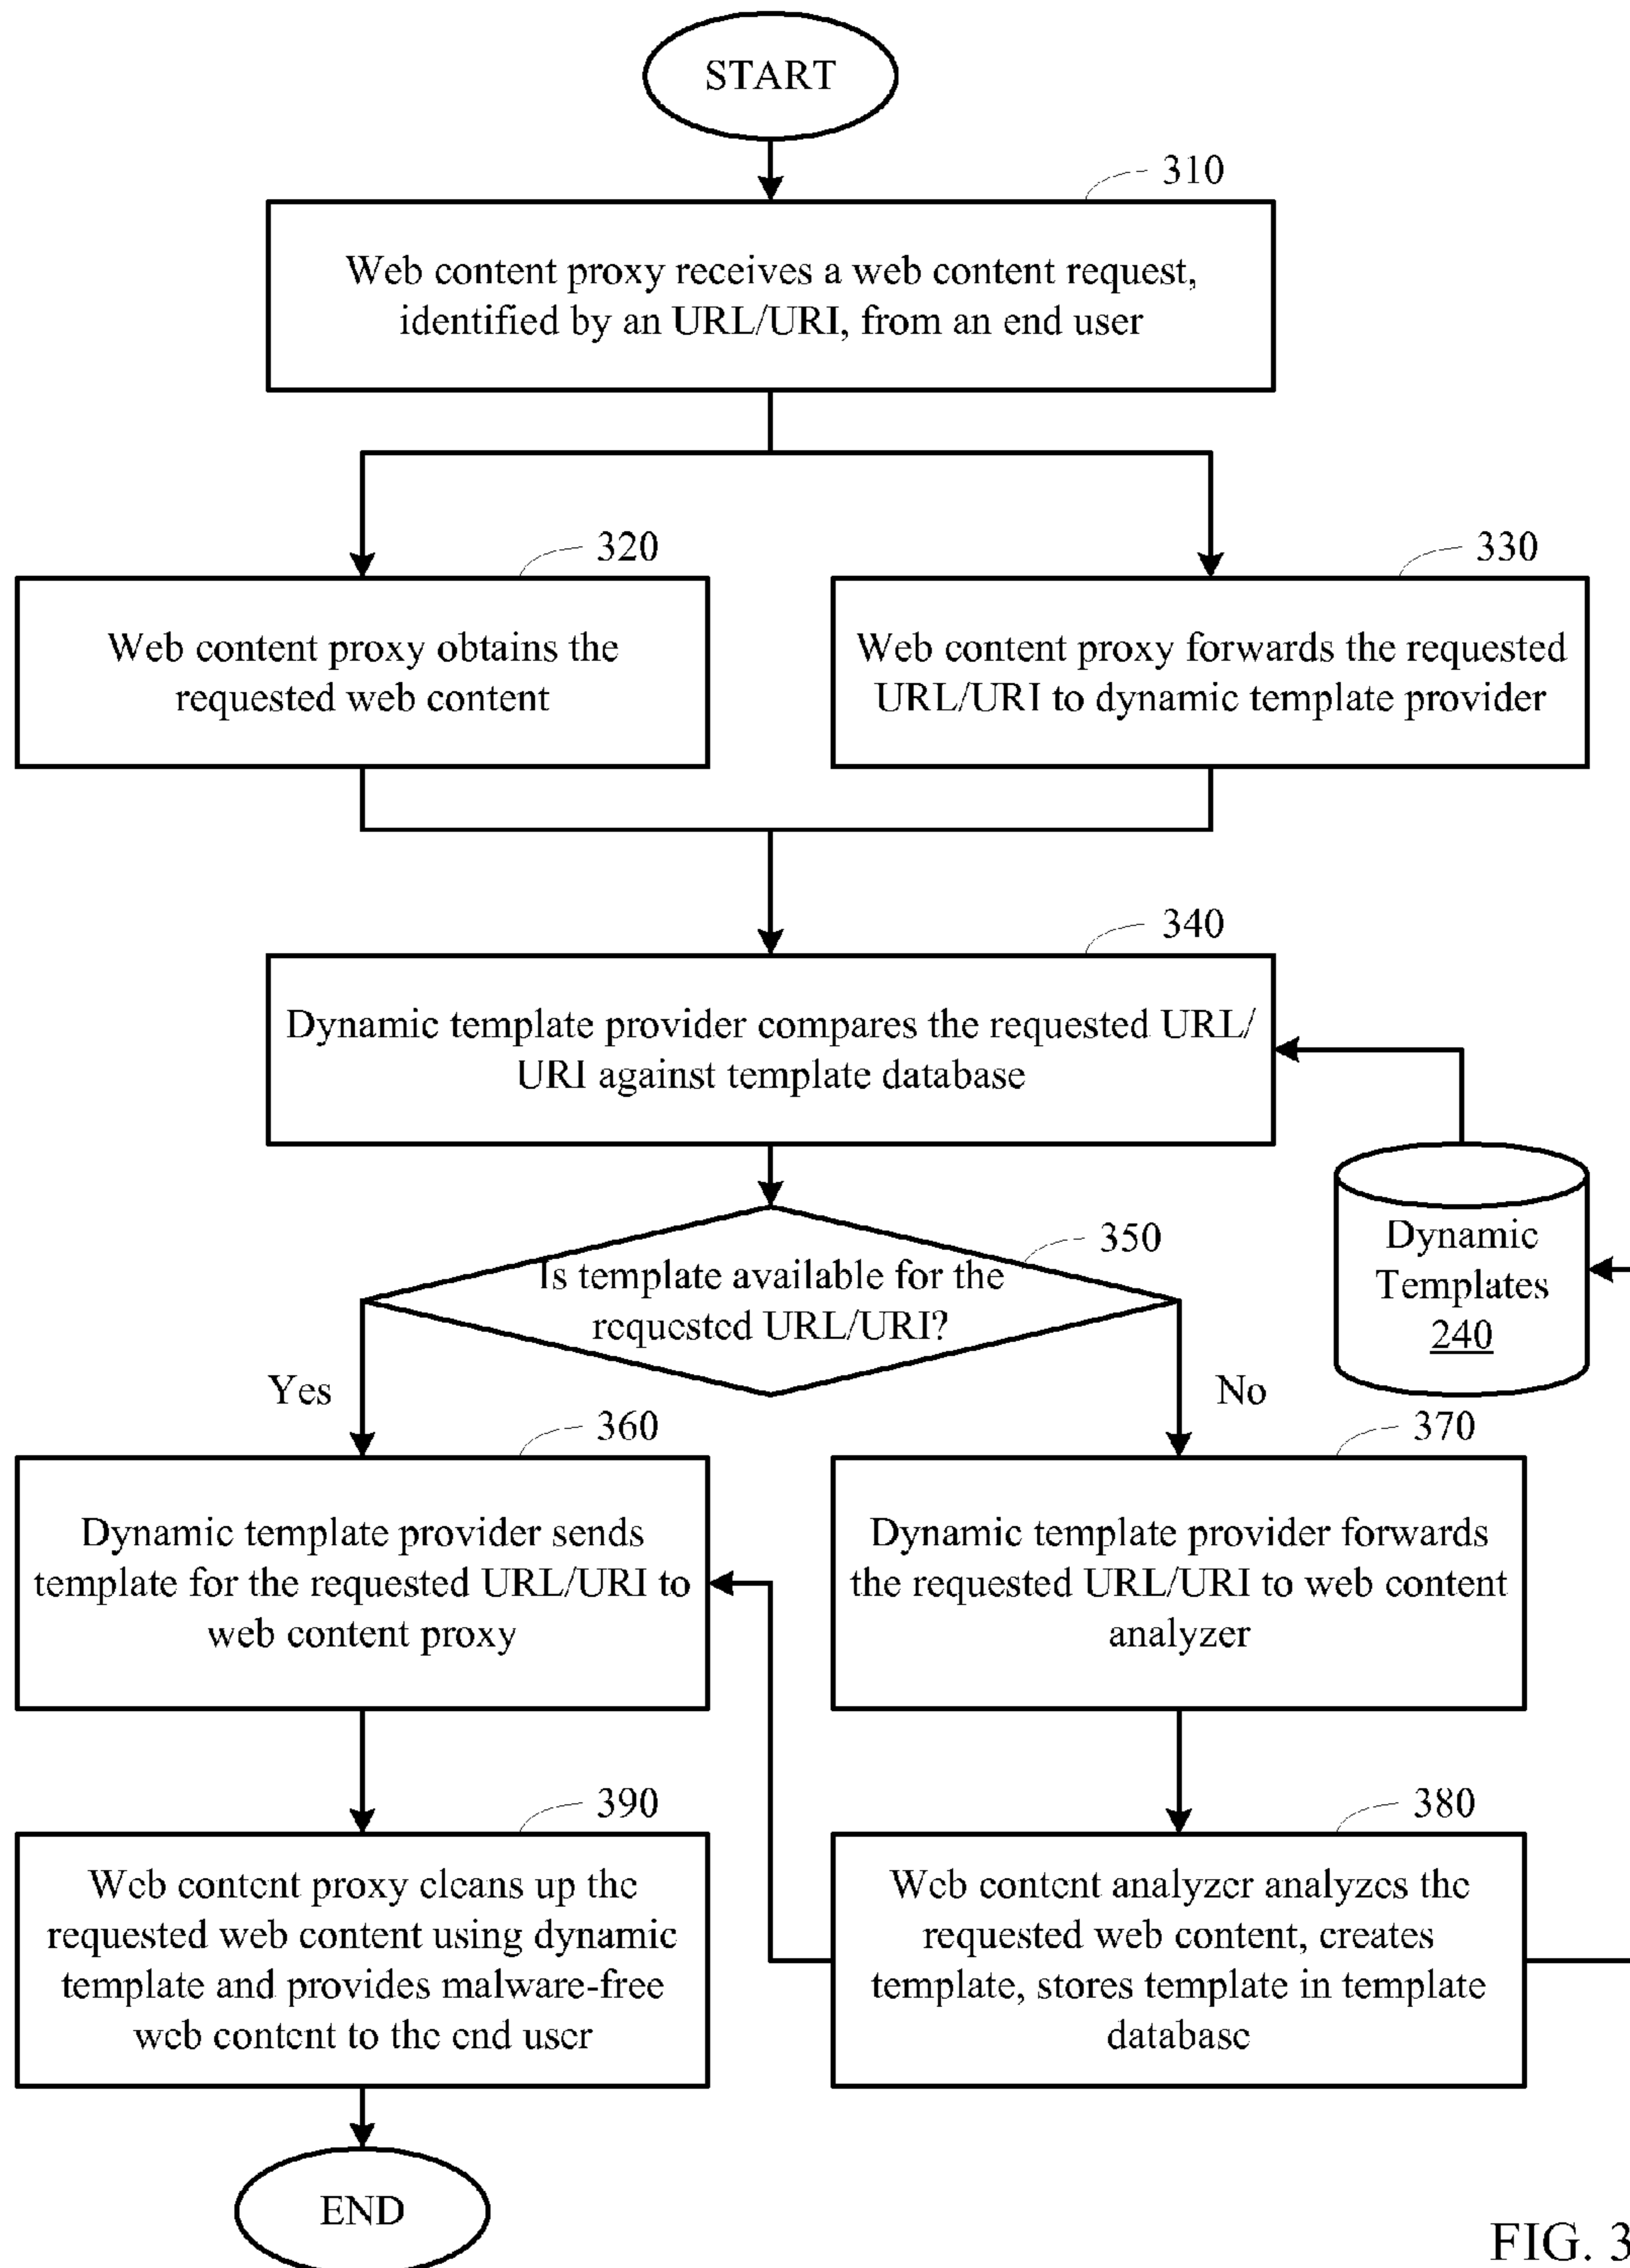 START
310
Web content proxy receives a web content request,
identified by an URL/URI, from an end user
320
Web content proxy obtains the
requested web content
330
Web content proxy forwards the requested
URL/URI to dynamic template provider
340
Dynamic template provider compares the requested URL/
URI against template database
350
Is template available for the
requested URL/URI?
Dynamic
Templates
240
Yes
No
360
Dynamic template provider sends
template for the requested URL/URI to
web content proxy
370
Dynamic template provider forwards
the requested URL/URI to web content
analyzer
390
Web content proxy cleans up the
requested web content using dynamic
template and provides malware-free
web content to the end user
380
Web content analyzer analyzes the
requested web content, creates
template, stores template in template
database
END
FIG. 3